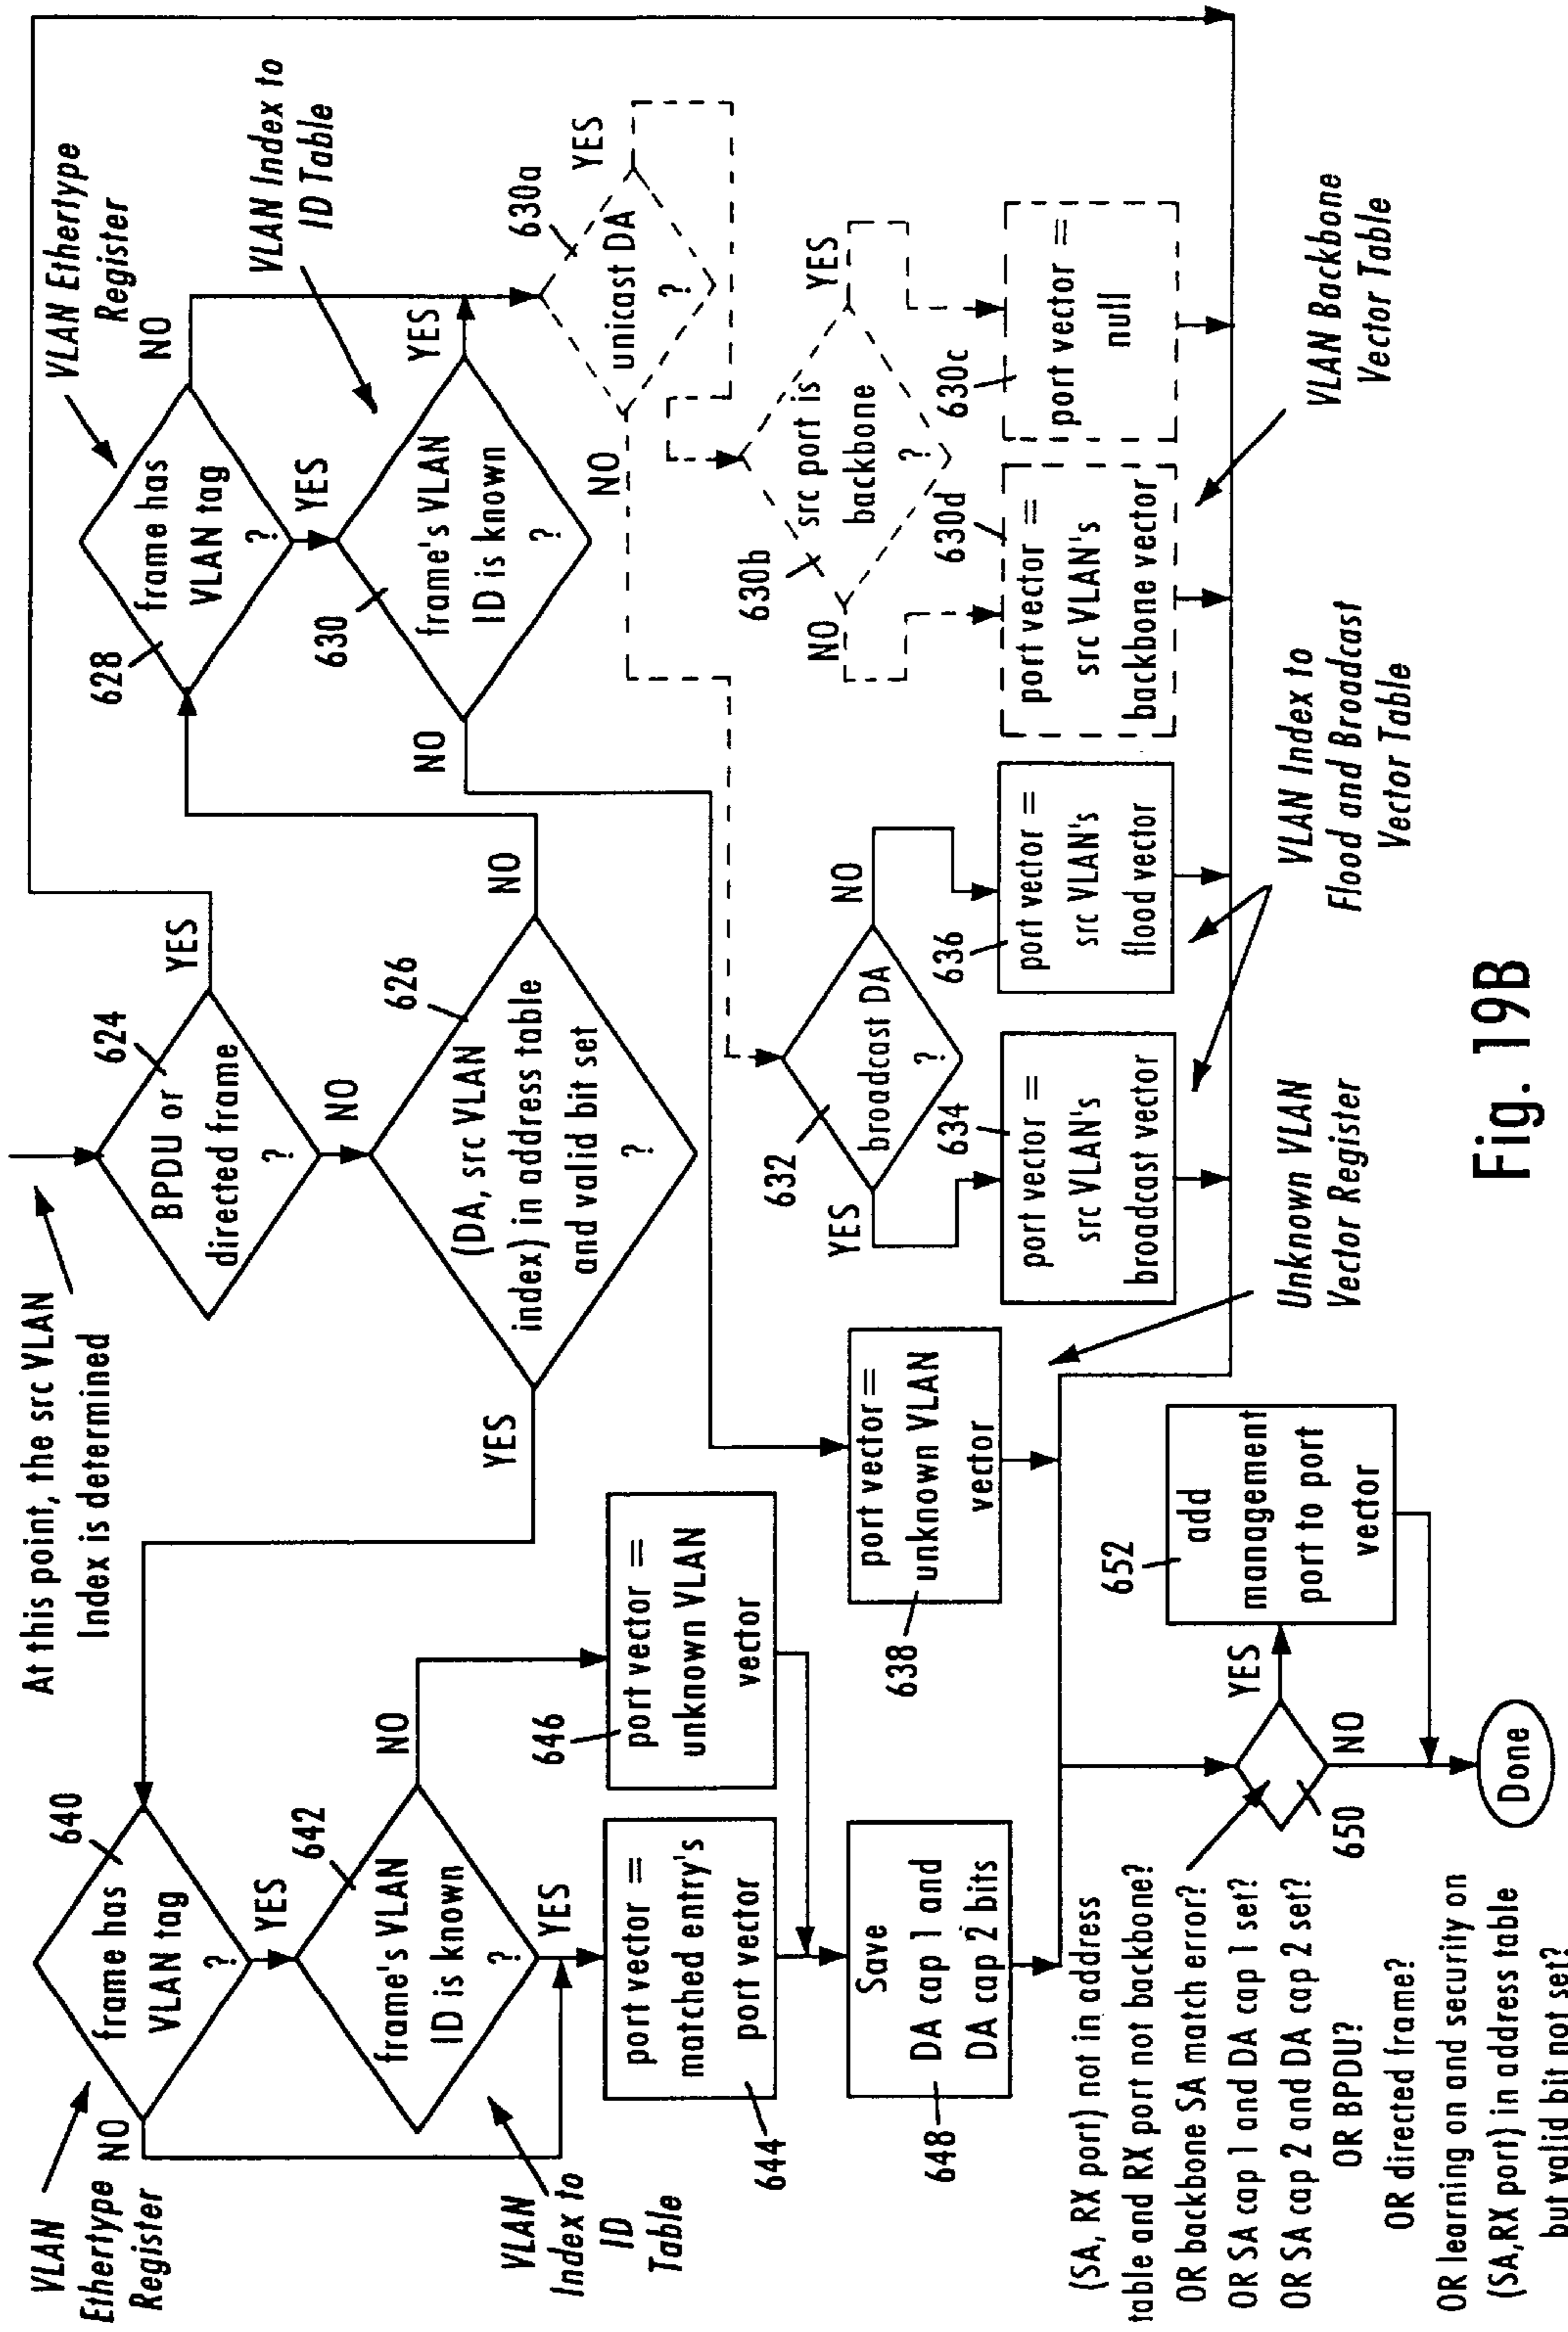 At this point, the src VLAN
Index is determined
624
BPDU or
directed frame
?
YES
NO
626
(DA, src VLAN
index) in address table
and valid bit set
?
YES
NO
628
frame has
VLAN tag
?
NO
YES
VLAN Ethertype
Register
630
frame's VLAN
ID is known
?
YES
NO
VLAN Index to
ID Table
630a
unicast DA
?
YES
NO
630b
src port is
backbone
?
YES
NO
630c
port vector =
null
630d
port vector =
src VLAN's
backbone vector
VLAN Backbone
Vector Table
632
broadcast DA
?
YES
NO
634
port vector =
src VLAN's
broadcast vector
636
port vector =
src VLAN's
flood vector
VLAN Index to
Flood and Broadcast
Vector Table
638
port vector =
unknown VLAN
vector
Unknown VLAN
Vector Register
640
frame has
VLAN tag
?
NO
YES
VLAN
Ethertype
Register
642
frame's VLAN
ID is known
?
YES
NO
VLAN
Index to
ID
Table
644
port vector =
matched entry's
port vector
646
port vector =
unknown VLAN
vector
648
Save
DA cap 1 and
DA cap 2 bits
(SA, RX port) not in address
table and RX port not backbone?
OR backbone SA match error?
OR SA cap 1 and DA cap 1 set?
OR SA cap 2 and DA cap 2 set?
OR BPDU?
OR directed frame?
OR learning on and security on
(SA,RX port) in address table
but valid bit not set?
650
YES
NO
652
add
management
port to port
vector
Done
Fig. 19B